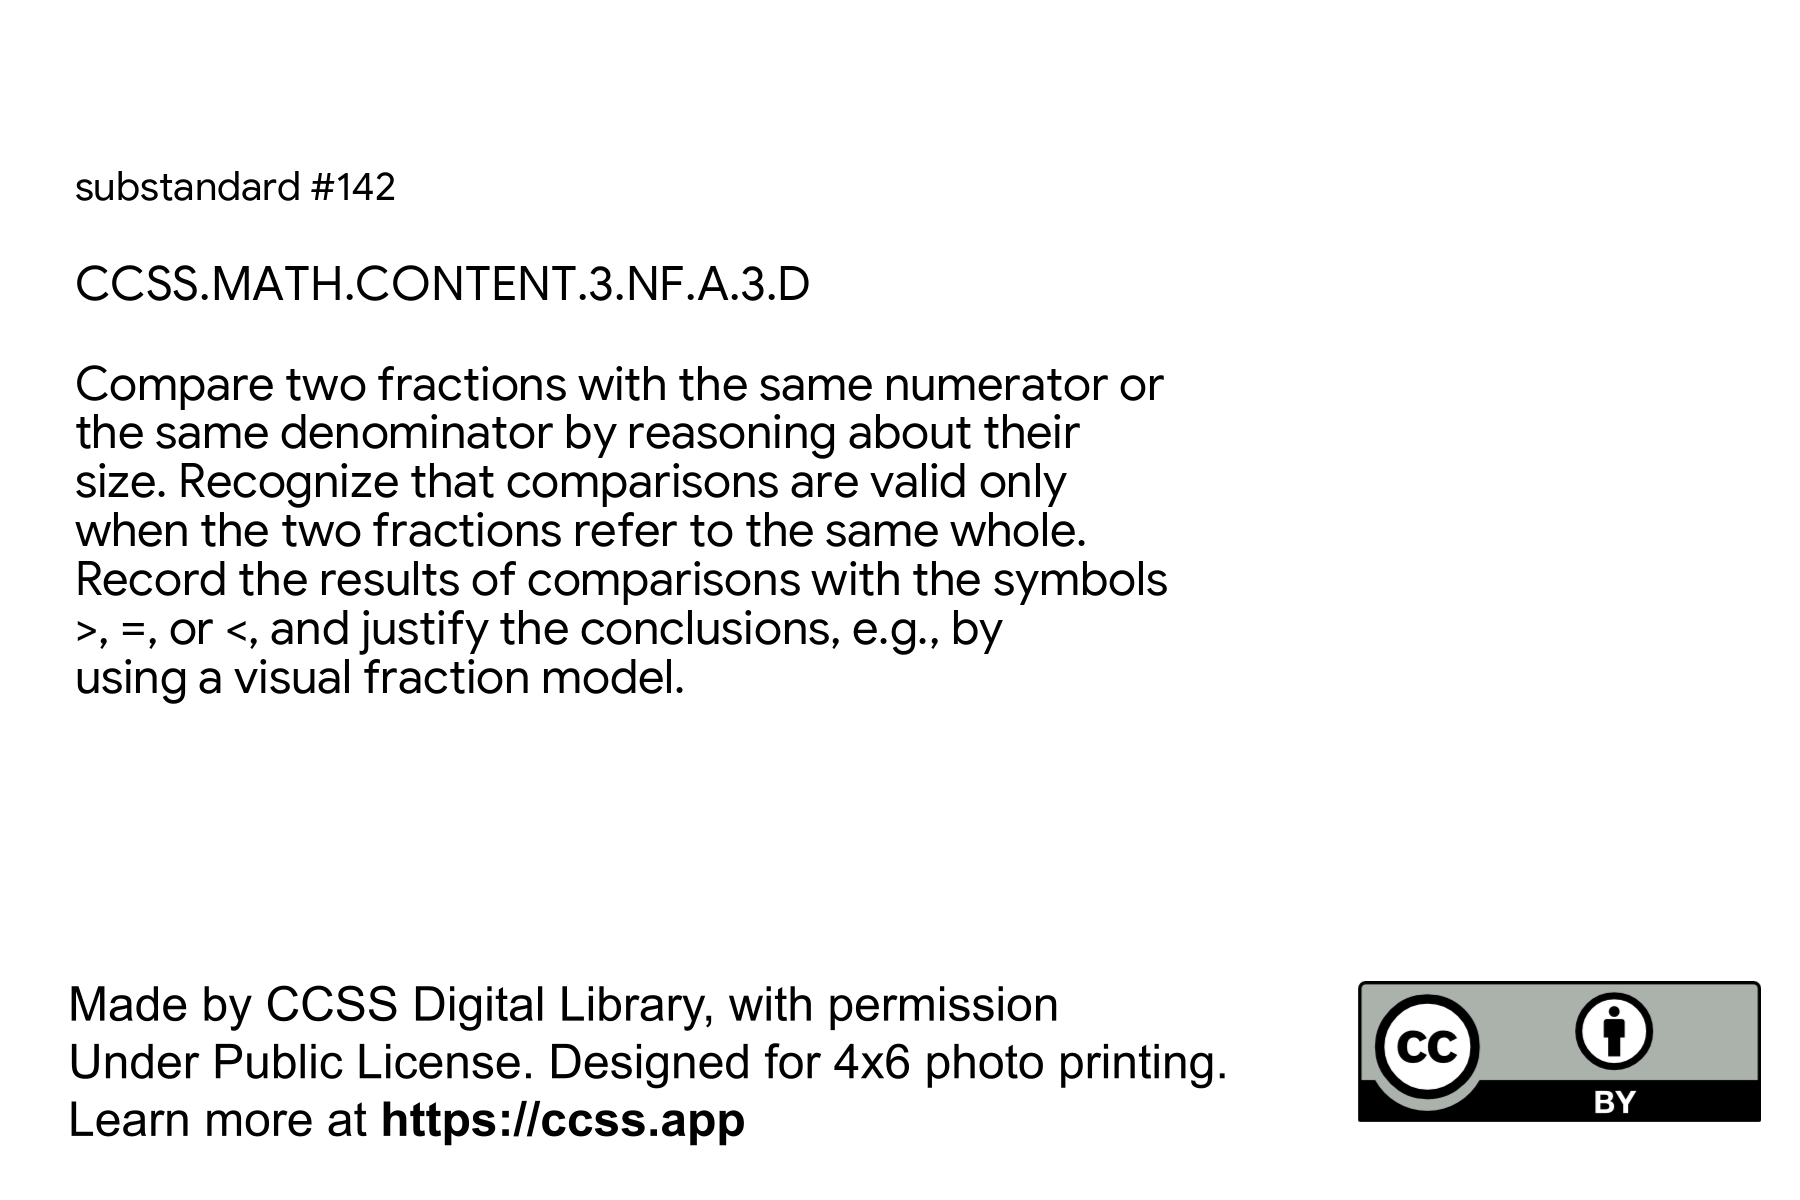 substandard #142
CCSS.MATH.CONTENT.3.NF.A.3.D
Compare two fractions with the same numerator or
the same denominator by reasoning about their
size. Recognize that comparisons are valid only
when the two fractions refer to the same whole.
Record the results of comparisons with the symbols
>, =, or <, and justify the conclusions, e.g., by
using a visual fraction model.
Made by CCSS Digital Library, with permission
Under Public License. Designed for 4x6 photo printing.
Learn more at https://ccss.app
CC
BY